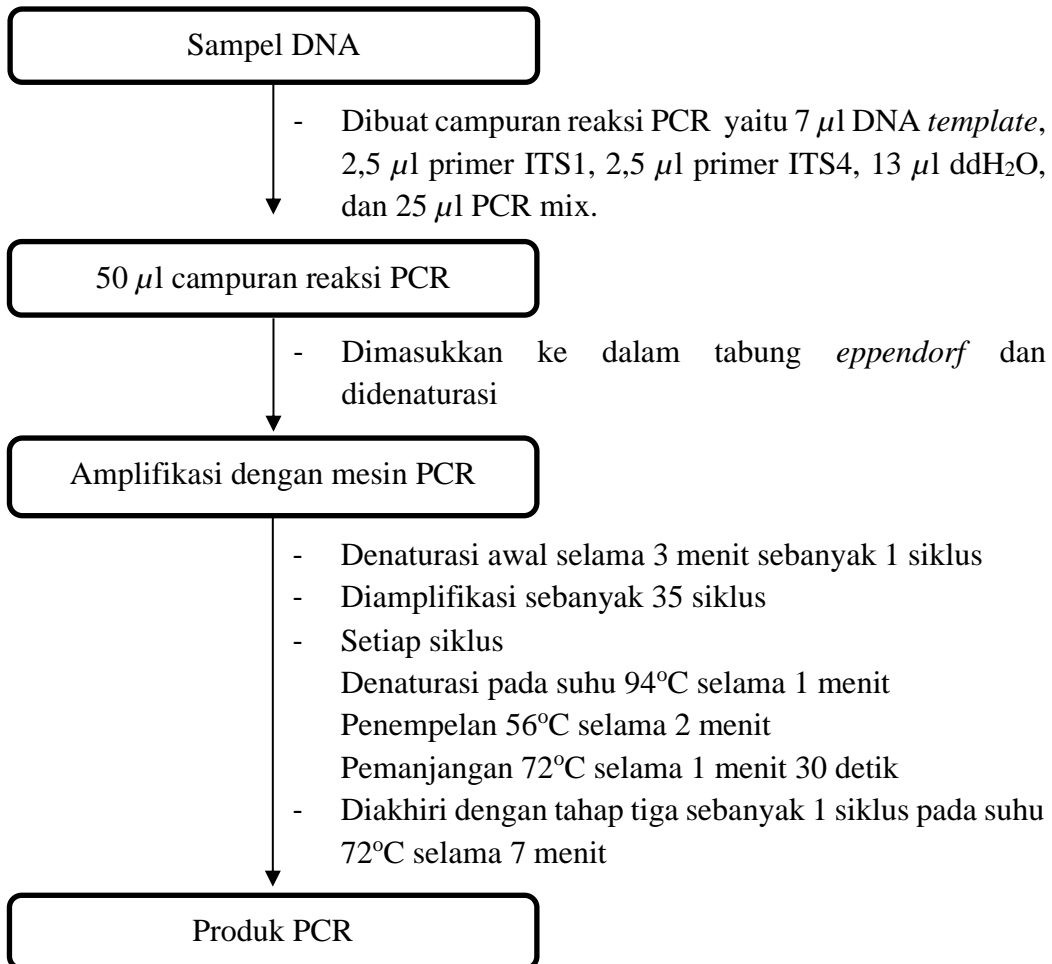 Sampel DNA
- Dibuat campuran reaksi PCR yaitu 7 µl DNA template,
2,5 µl primer ITS1, 2,5 µl primer ITS4, 13 µl ddH₂O,
dan 25 µl PCR mix.
50 µl campuran reaksi PCR
- Dimasukkan ke dalam tabung eppendorf dan
didenaturasi
Amplifikasi dengan mesin PCR
- Denaturasi awal selama 3 menit sebanyak 1 siklus
- Diamplifikasi sebanyak 35 siklus
- Setiap siklus
Denaturasi pada suhu 94ºC selama 1 menit
Penempelan 56ºC selama 2 menit
Pemanjangan 72ºC selama 1 menit 30 detik
- Diakhiri dengan tahap tiga sebanyak 1 siklus pada suhu
72ºC selama 7 menit
Produk PCR